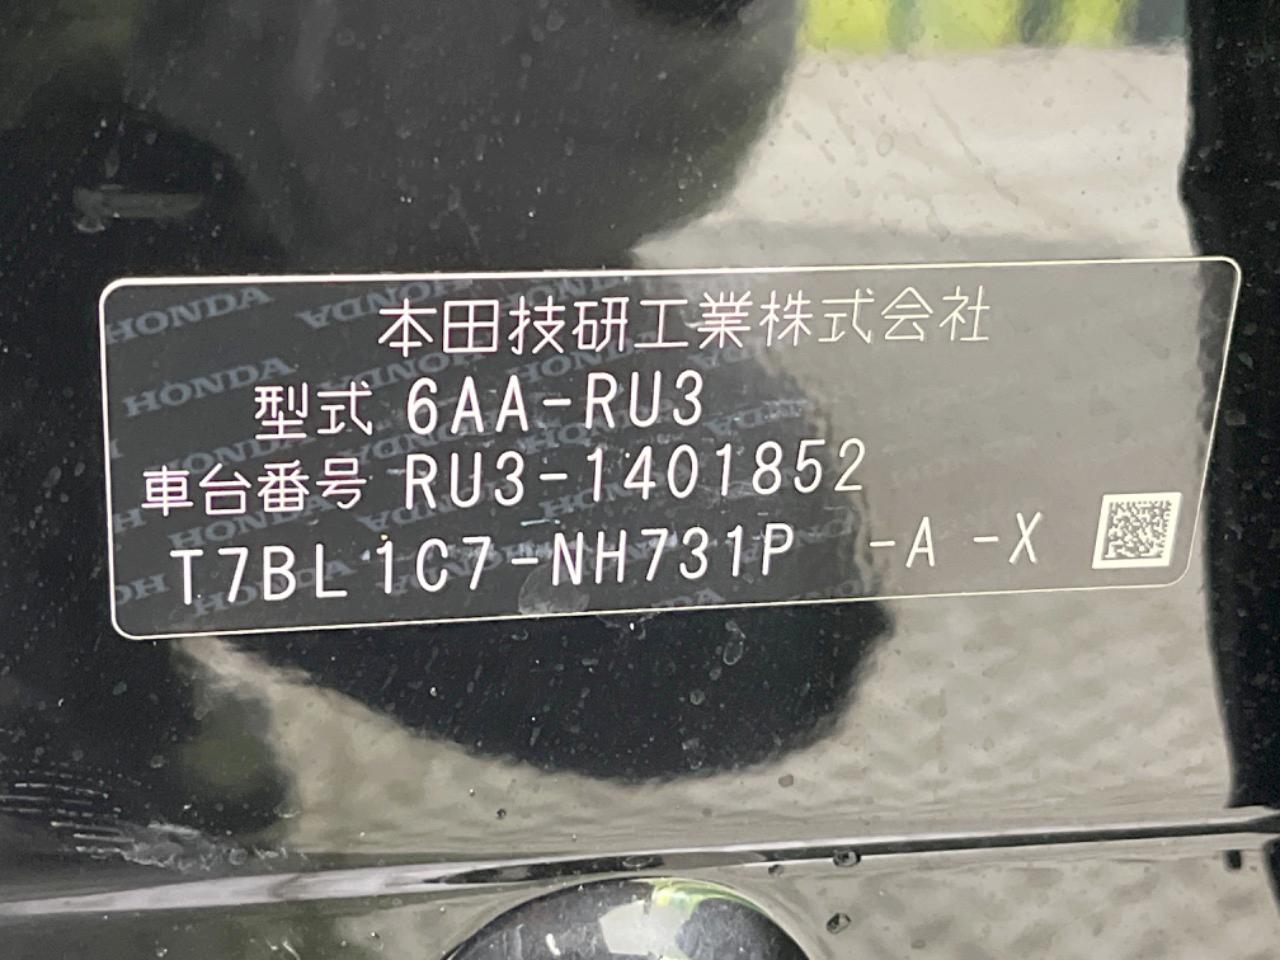 本田技研工業株式会社
型式 6AA-RU3
車台番号 RU3-1401852
T7BL1C7-NH731P -A -X